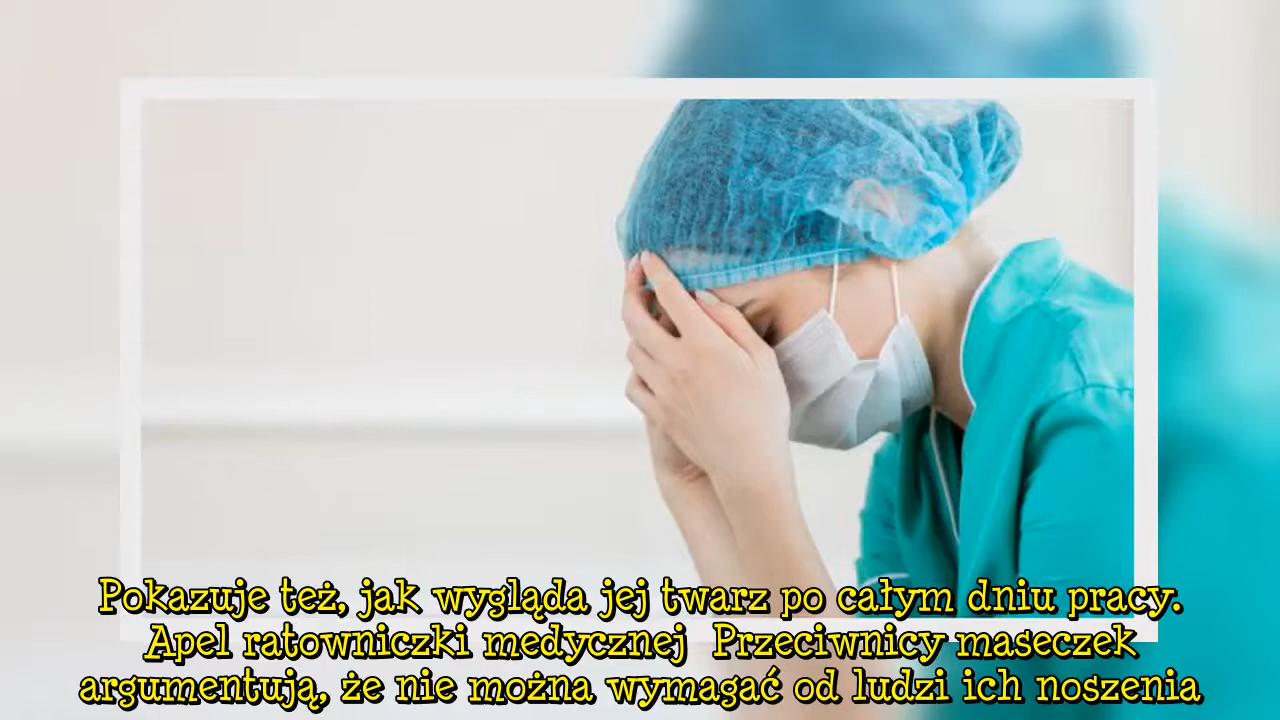 Pokazuje też, jak wygląda jej twarz po całym dniu pracy.
Apel ratowniczki medycznej Przeciwnicy maseczek
argumentują, że nie można wymagać od ludzi ich noszenia